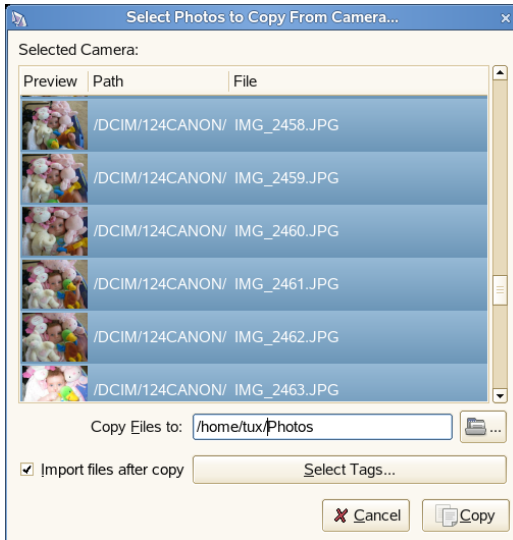 Select Photos to Copy From Camera...
Selected Camera:
Preview Path File
/DCIM/124CANON/ IMG_2458.JPG
/DCIM/124CANON/ IMG_2459.JPG
/DCIM/124CANON/ IMG_2460.JPG
/DCIM/124CANON/ IMG_2461.JPG
/DCIM/124CANON/ IMG_2462.JPG
/DCIM/124CANON/ IMG_2463.JPG
Copy Files to: /home/tux/Photos ...
Import files after copy Select Tags...
Cancel Copy